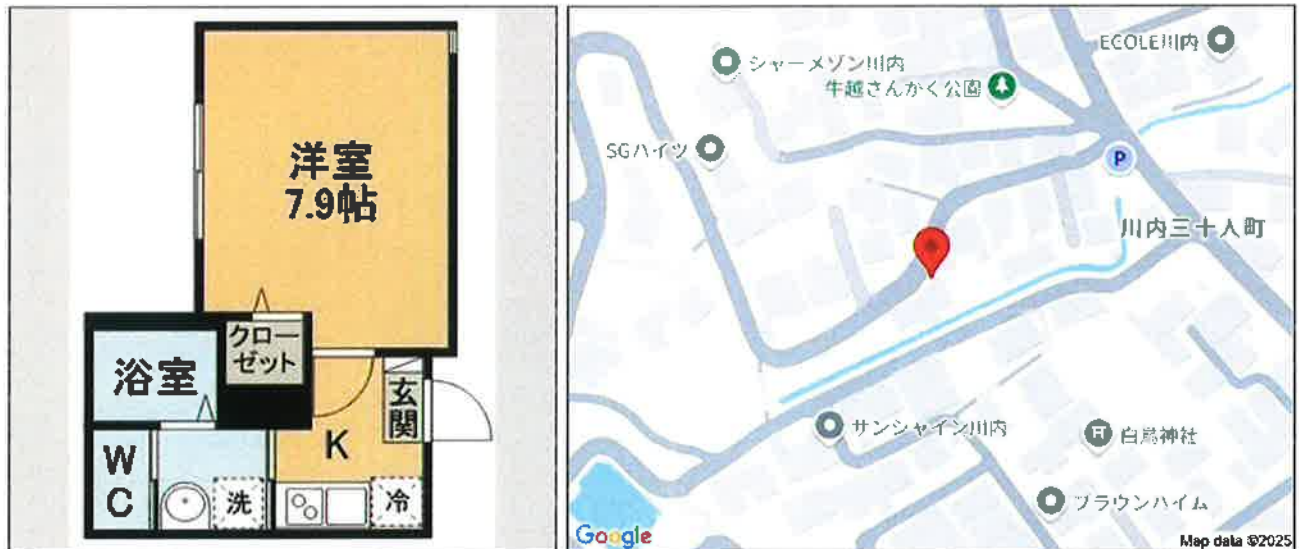 洋室
7.9帖
クロー
ゼット
浴室
玄
関
K
W
C
洗
冷
ECOLE川内
シャーメゾン川内
牛越さんかく公園
SGハイツ
P
川内三十人町
サンシャイン川内
白鳥神社
ブラウンハイム
Google
Map data ©2025